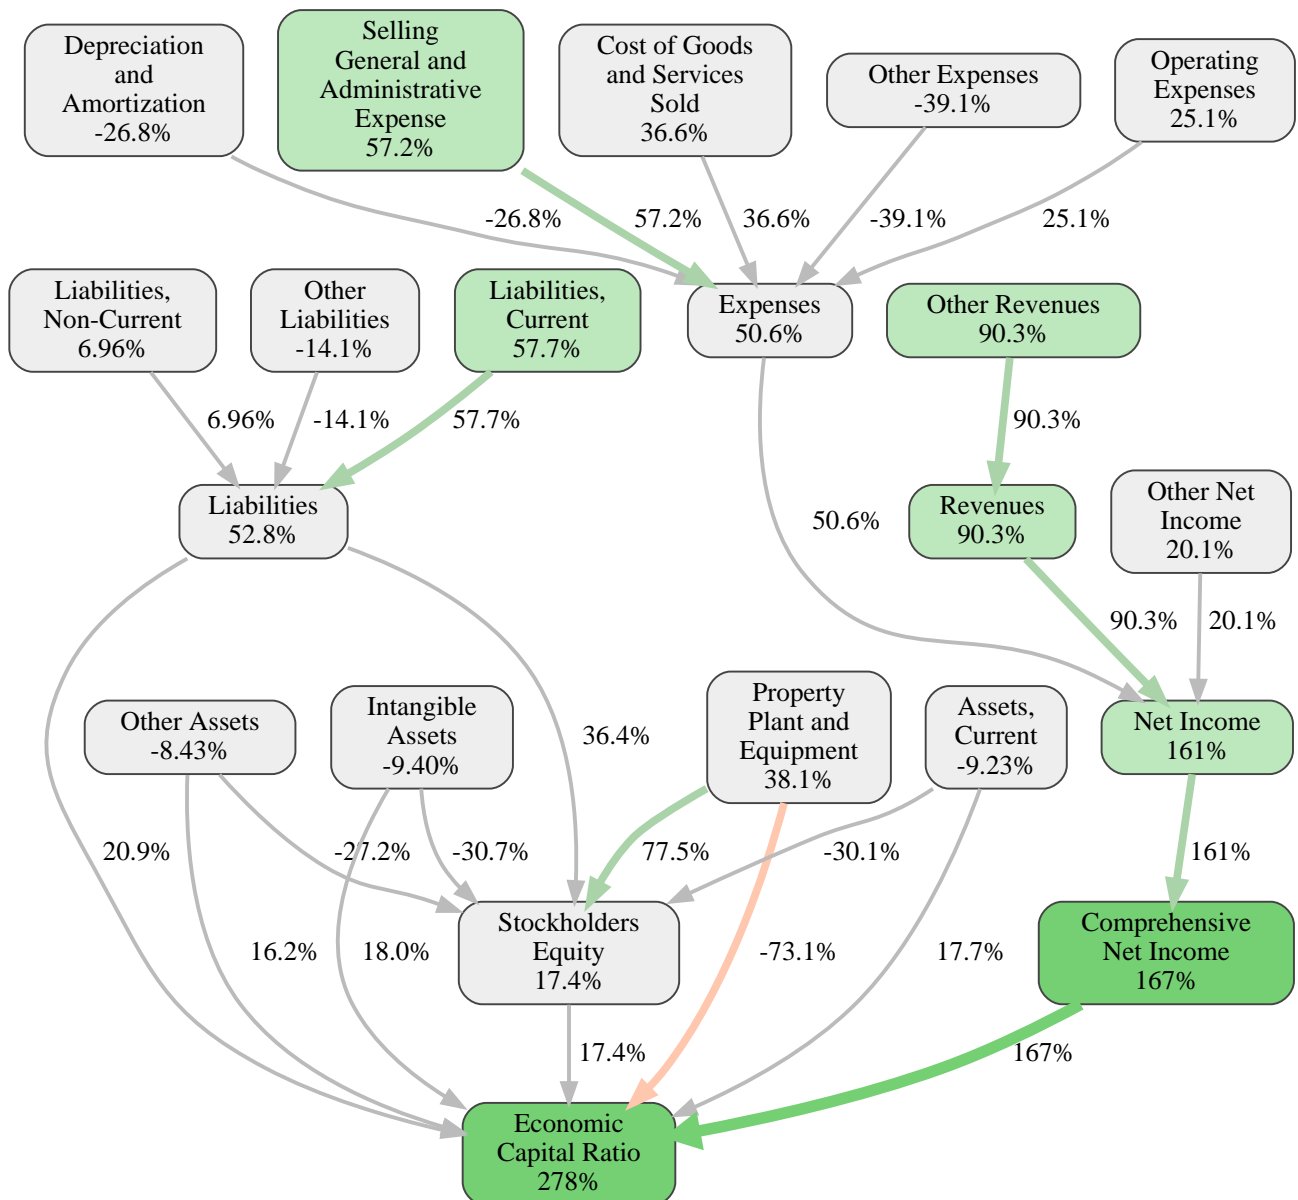 Depreciation
and
Amortization
-26.8%
Selling
General and
Administrative
Expense
57.2%
Cost of Goods
and Services
Sold
36.6%
Other Expenses
-39.1%
Operating
Expenses
25.1%
-26.8%
57.2%
36.6%
-39.1%
25.1%
Liabilities,
Non-Current
6.96%
Other
Liabilities
-14.1%
Liabilities,
Current
57.7%
Expenses
50.6%
Other Revenues
90.3%
6.96%
-14.1%
57.7%
90.3%
Liabilities
52.8%
50.6%
Revenues
90.3%
Other Net
Income
20.1%
90.3%
20.1%
Other Assets
-8.43%
Intangible
Assets
-9.40%
36.4%
Property
Plant and
Equipment
38.1%
Assets,
Current
-9.23%
Net Income
161%
20.9%
-27.2%
-30.7%
77.5%
-30.1%
161%
16.2%
18.0%
Stockholders
Equity
17.4%
-73.1%
17.7%
Comprehensive
Net Income
167%
17.4%
167%
Economic
Capital Ratio
278%